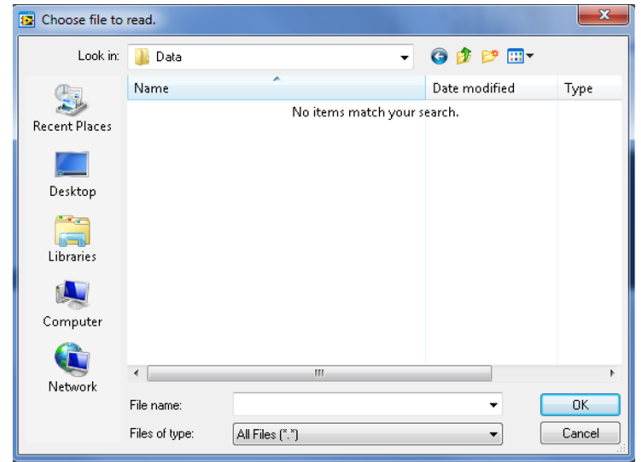 Choose file to read.
Look in: Data
Name Date modified Type
No items match your search.
Recent Places
Desktop
Libraries
Computer
Network
File name:
OK
Files of type: All Files (*.*)
Cancel